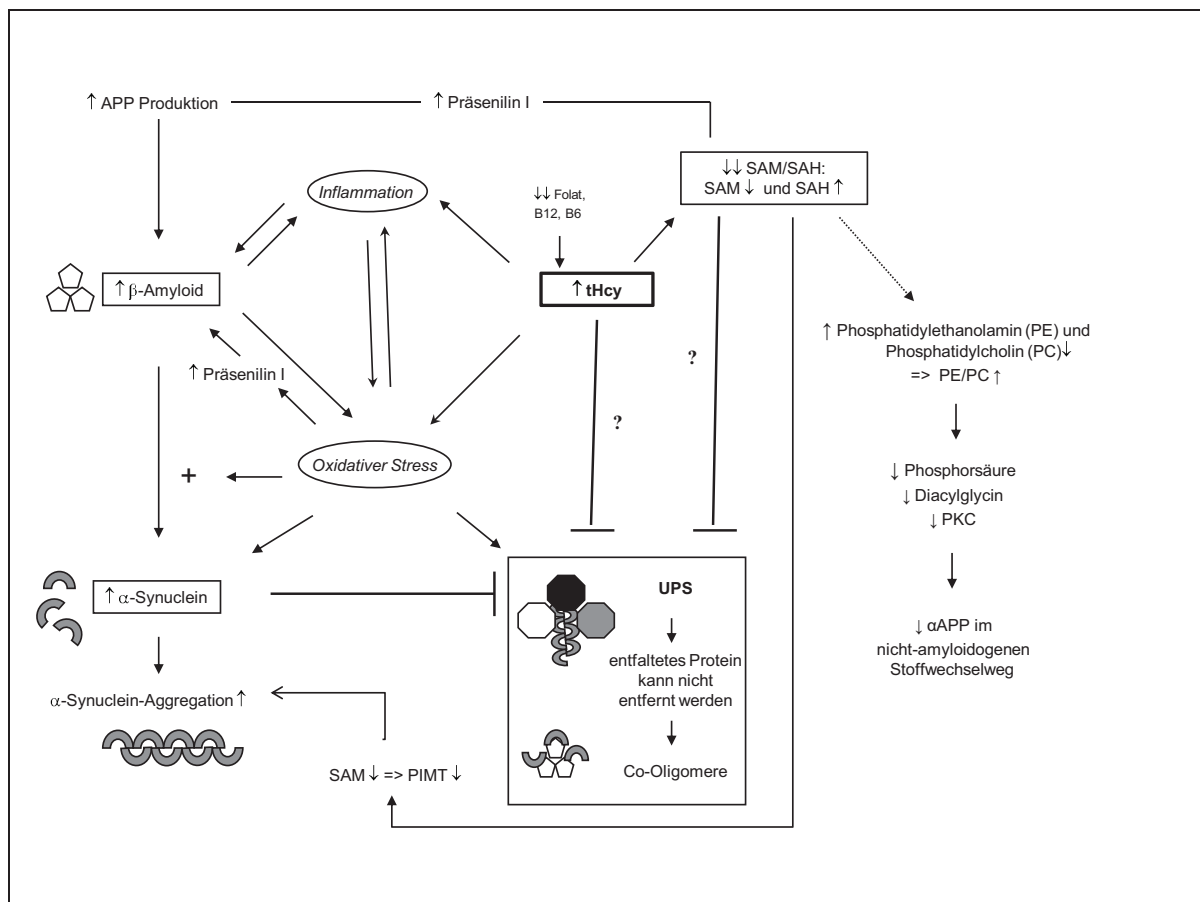 ↑ APP Produktion
↑ Präsenilin I
↓↓ SAM/SAH:
SAM ↓ und SAH ↑
Inflammation
↓↓ Folat,
B12, B6
↑ β-Amyloid
↑ tHcy
↑ Phosphatidylethanolamin (PE) und
Phosphatidylcholin (PC)↓
=> PE/PC ↑
?
↑ Präsenilin I
?
+
Oxidativer Stress
↓ Phosphorsäure
↓ Diacylglycin
↓ PKC
↑ α-Synuclein
UPS
entfaltetes Protein
kann nicht
entfernt werden
↓ αAPP im
nicht-amyloidogenen
Stoffwechselweg
α-Synuclein-Aggregation ↑
SAM ↓ => PIMT ↓
Co-Oligomere